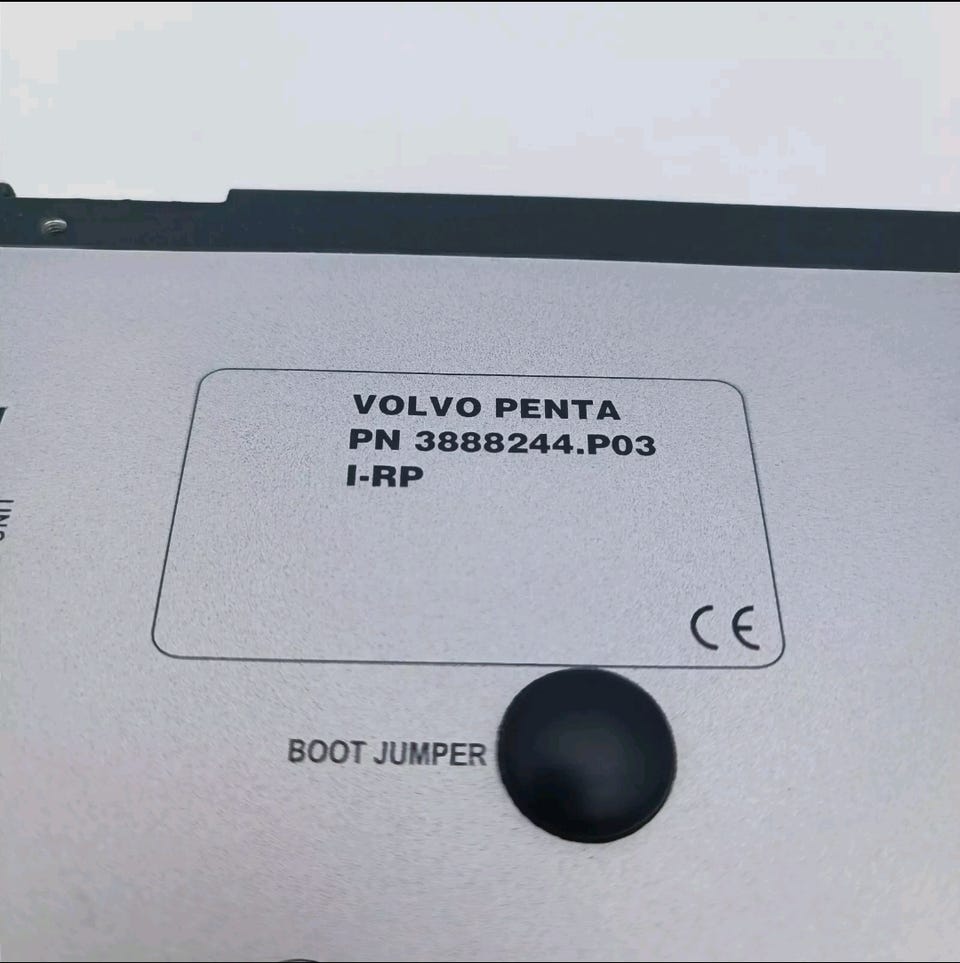 VOLVO PENTA
PN 3888244.P03
I-RP
CE
BOOT JUMPER